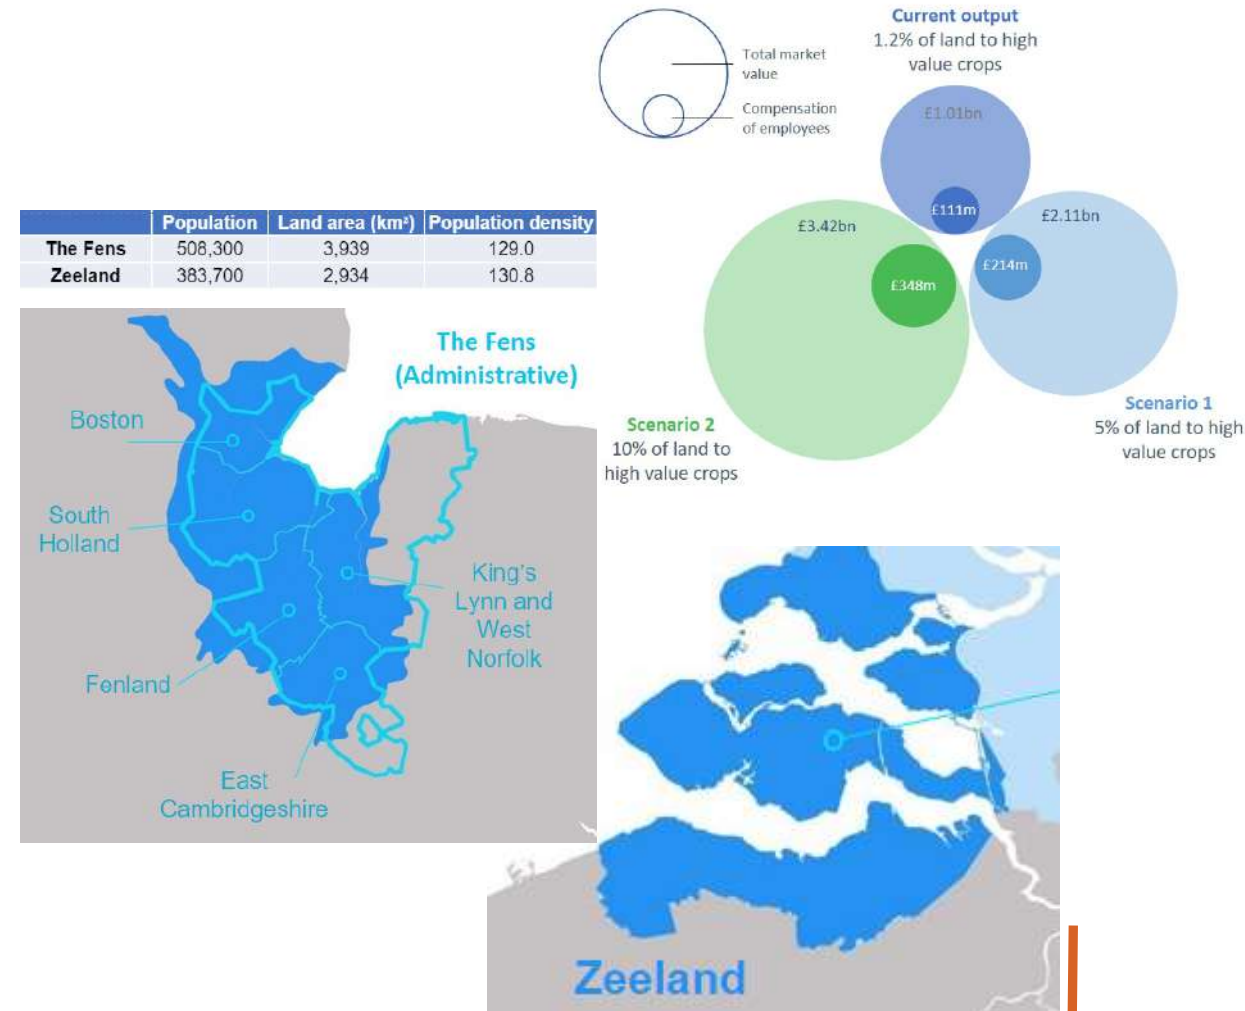 Current output
1.2% of land to high
value crops
Total market
value
Compensation
of employees
£1.01bn
£111m
£3.42bn
£2.11bn
£214m
£348m
Scenario 1
5% of land to high
value crops
Scenario 2
10% of land to
high value crops
Population Land area (km²) Population density
The Fens 508,300 3,939 129.0
Zeeland 383,700 2,934 130.8
The Fens
(Administrative)
Boston
South
Holland
King's
Lynn and
West
Norfolk
Fenland
East
Cambridgeshire
Zeeland